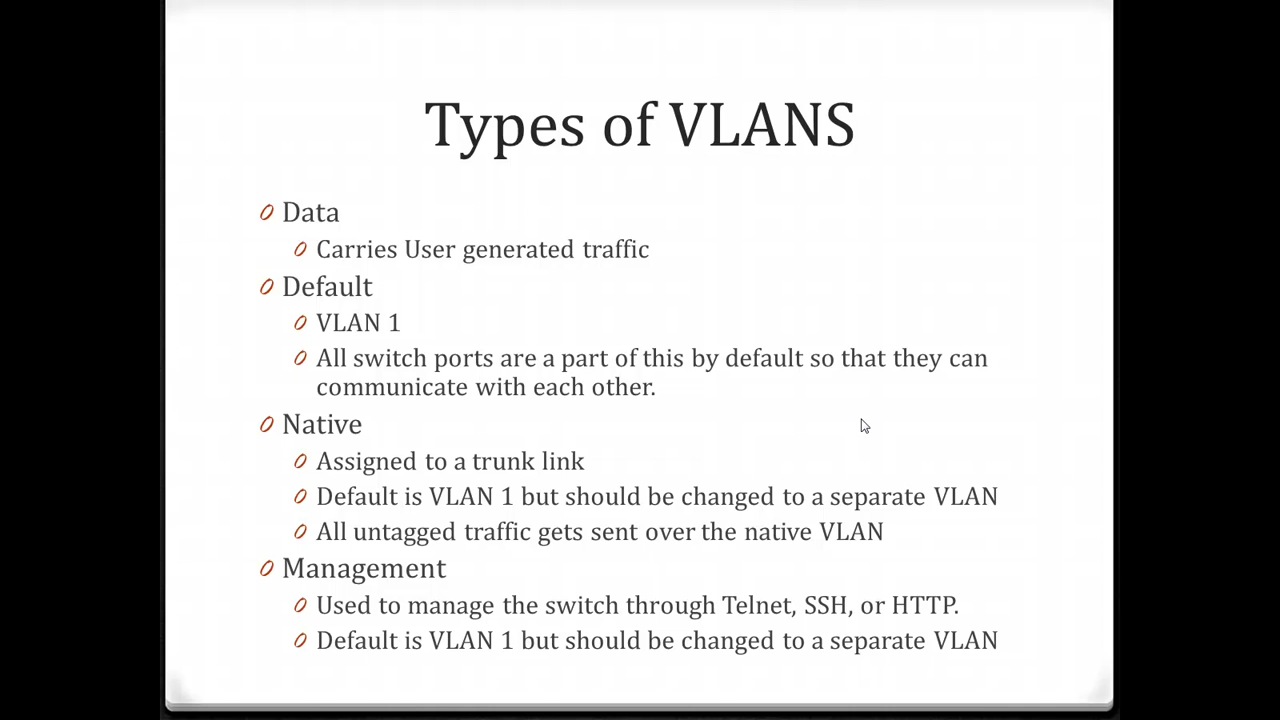 Types of VLANS
Data
Carries User generated traffic
Default
VLAN 1
All switch ports are a part of this by default so that they can
communicate with each other.
Native
Assigned to a trunk link
Default is VLAN 1 but should be changed to a separate VLAN
All untagged traffic gets sent over the native VLAN
Management
Used to manage the switch through Telnet, SSH, or HTTP.
Default is VLAN 1 but should be changed to a separate VLAN